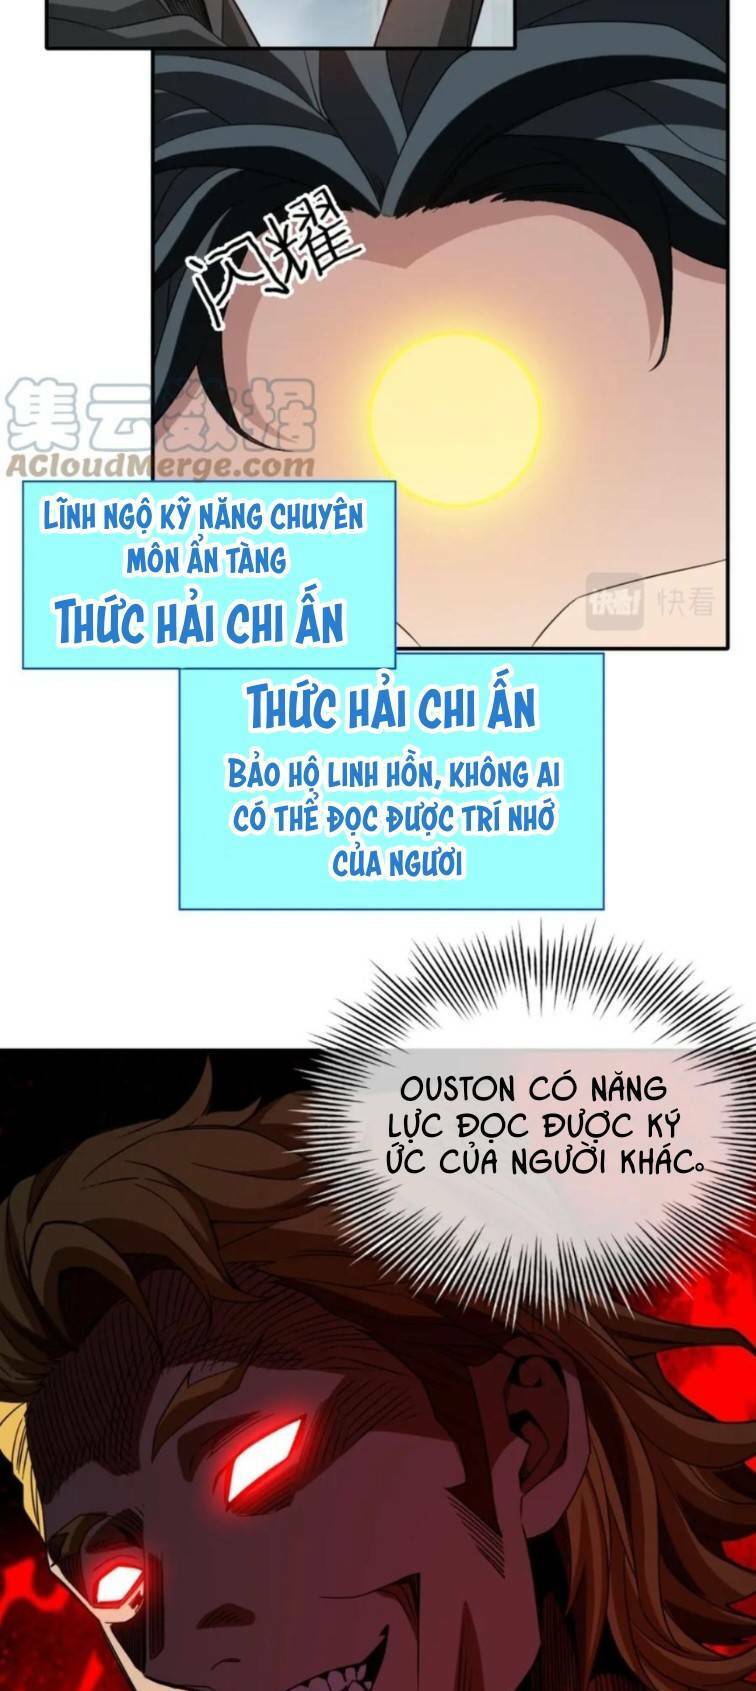 闪耀
集云数据
ACloudMerge.com
LĨNH NGỘ KỸ NĂNG CHUYÊN
MÔN ẨN TÀNG
THỨC HẢI CHI ẤN
快看!
快看
THỨC HẢI CHI ẤN
BẢO HỘ LINH HỒN, KHÔNG AI
CÓ THỂ ĐỌC ĐƯỢC TRÍ NHỚ
CỦA NGƯƠI
OUSTON CÓ NĂNG
LỰC ĐỌC ĐƯỢC KÝ
ỨC CỦA NGƯỜI KHÁC.